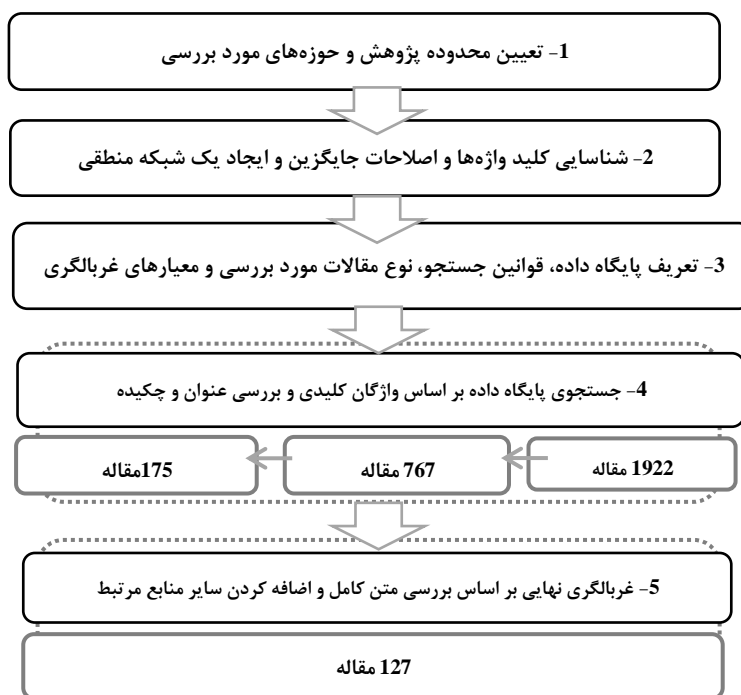 1- تعیین محدوده پژوهش و حوزه‌های مورد بررسی
2- شناسایی کلید واژه‌ها و اصلاحات جایگزین و ایجاد یک شبکه منطقی
3- تعریف پایگاه داده، قوانین جستجو، نوع مقالات مورد بررسی و معیارهای غربالگری
4- جستجوی پایگاه داده بر اساس واژگان کلیدی و بررسی عنوان و چکیده
1922 مقاله
767 مقاله
175مقاله
5- غربالگری نهایی بر اساس بررسی متن کامل و اضافه کردن سایر منابع مرتبط
127 مقاله